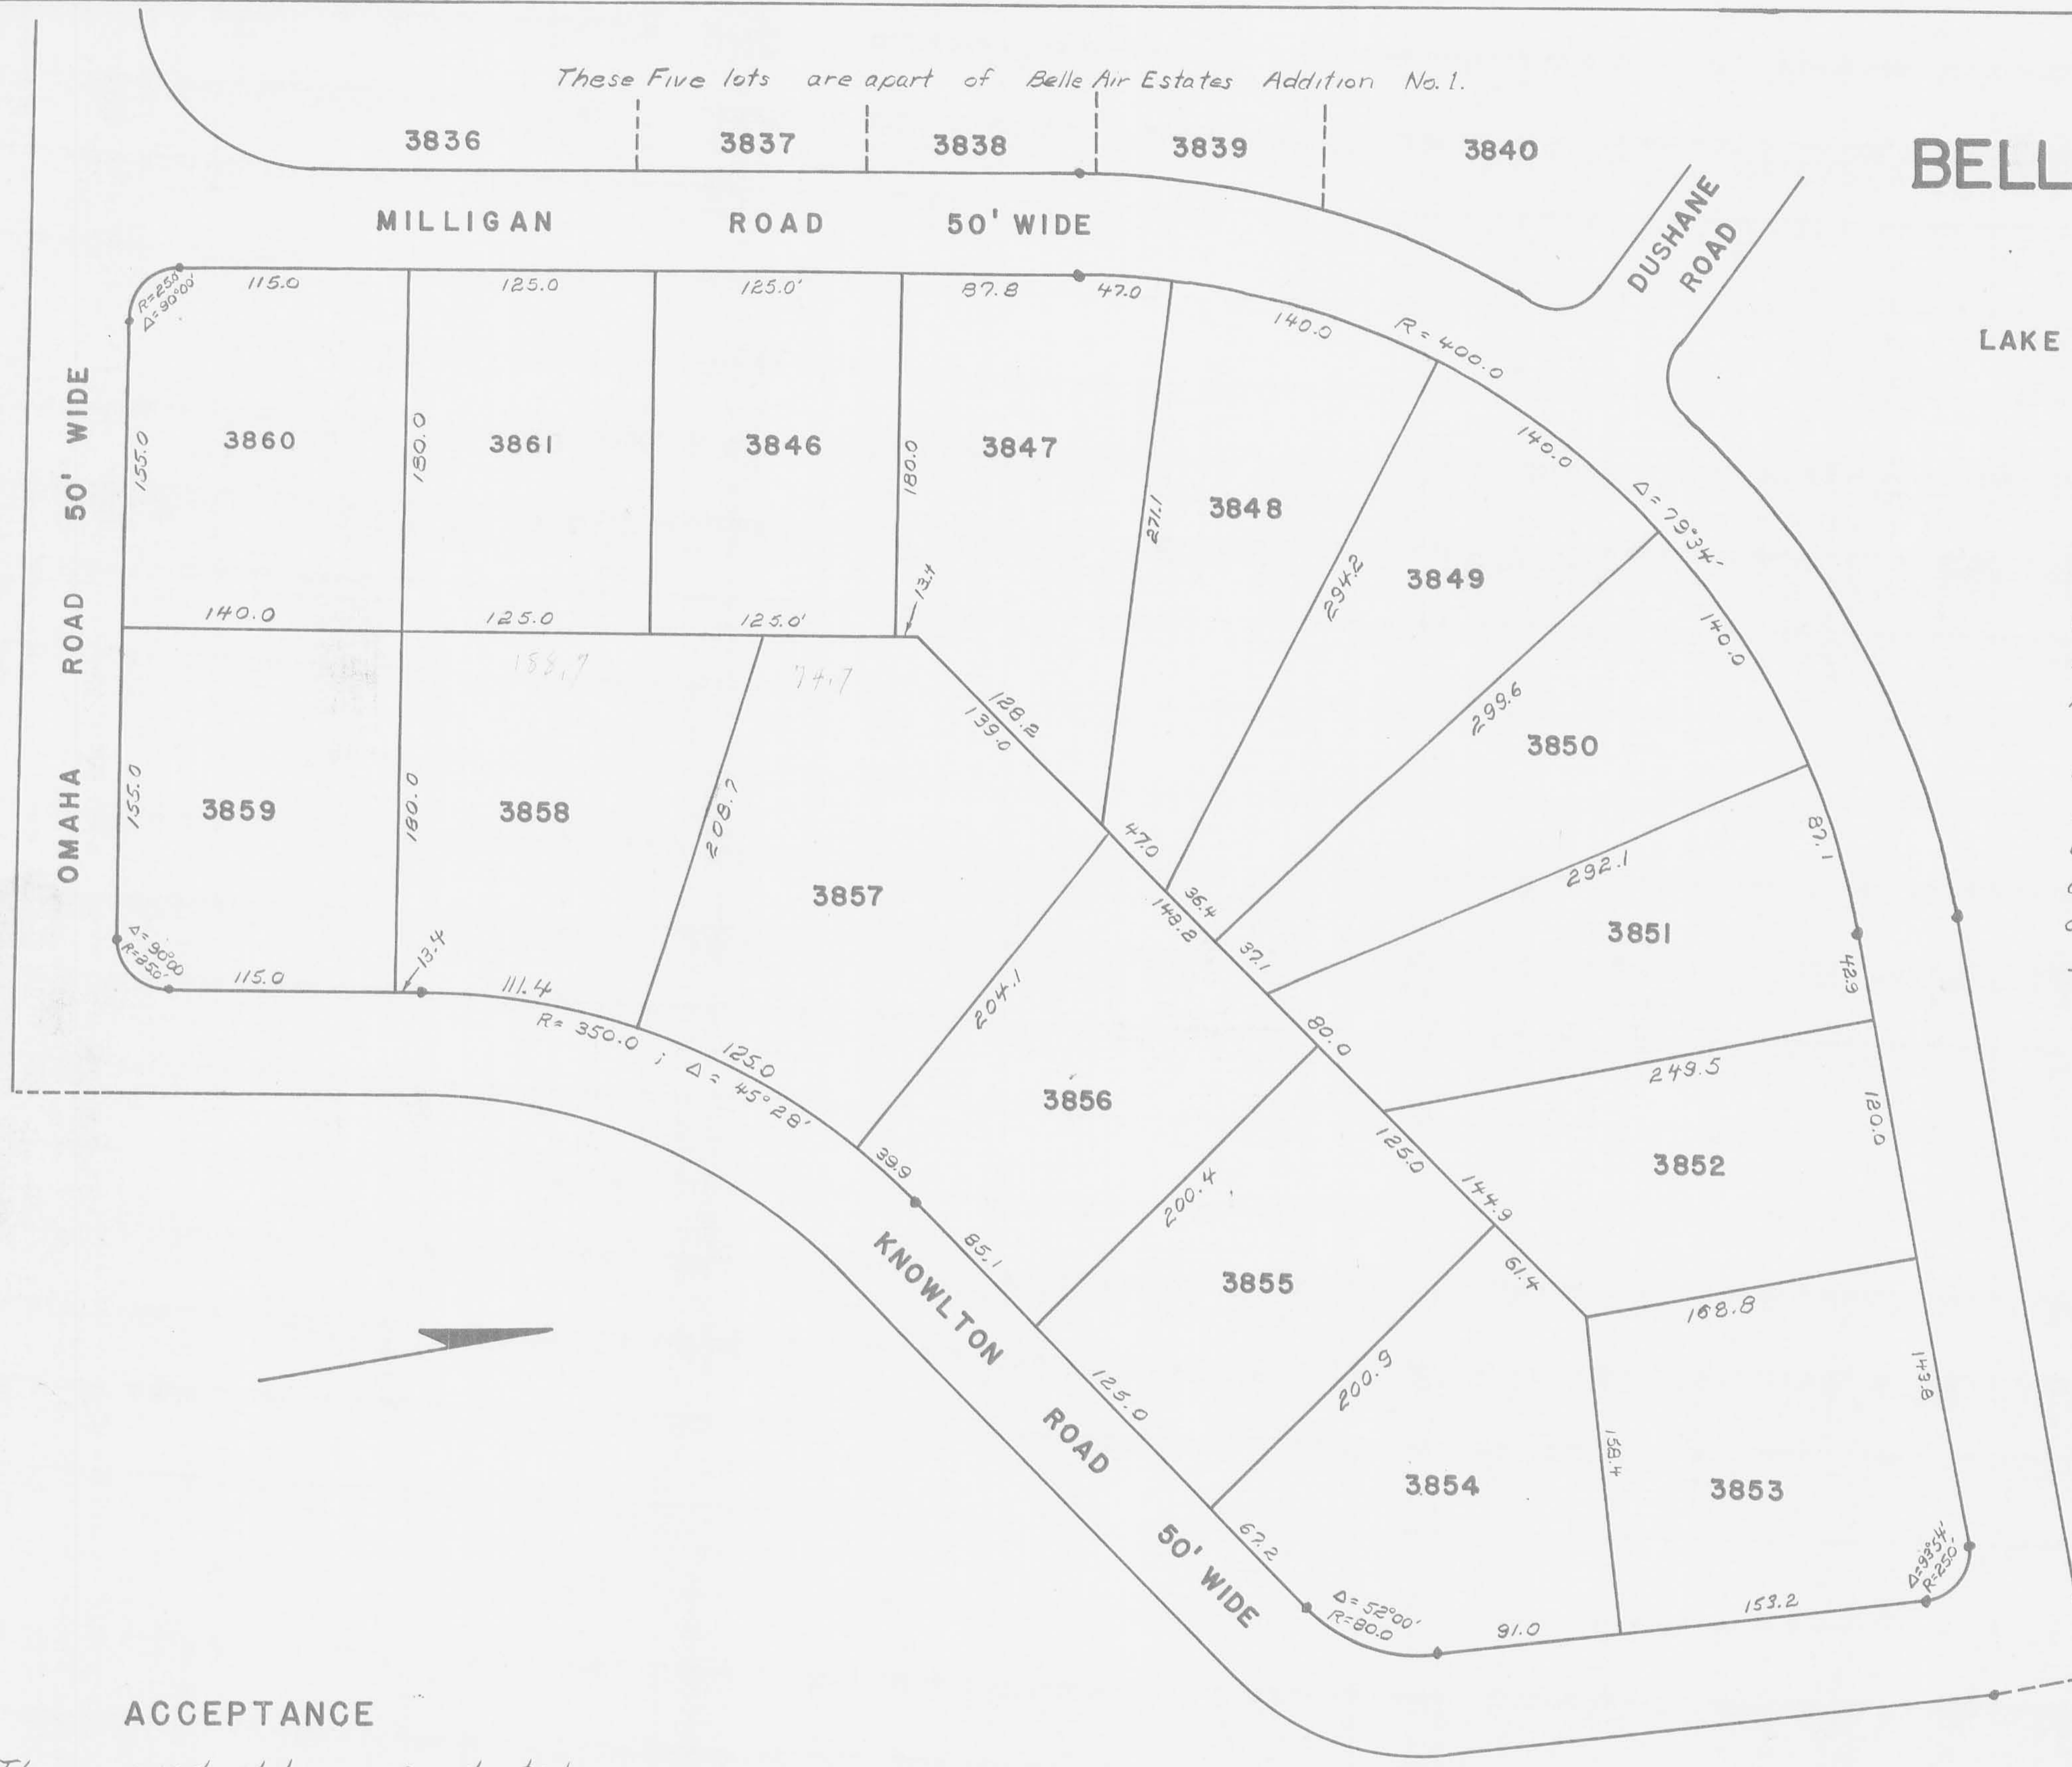 These Five lots are apart of Belle Air Estates Addition No. 1.
3836 3837 3838 3839 3840
BELL
MILLIGAN ROAD 50' WIDE
DUSHANE
ROAD
LAKE
R=25.0'
Δ=90°00'
115.0 125.0 125.0' 87.8 47.0
140.0
R = 400.0
140.0
Δ = 79°34'
140.0
87.1
42.9
120.0
143.8
OMAHA ROAD 50' WIDE
155.0
3860
180.0
3861
3846
180.0
3847
271.1
3848
294.2
3849
299.6
3850
292.1
3851
249.5
3852
168.8
140.0 125.0 125.0' 13.4
188.7 74.7
128.2
139.0
47.0
36.4
148.2
37.1
80.0
125.0
144.9
61.4
155.0
3859
180.0
3858
208.7
3857
204.1
3856
200.4
3855
200.9
3854
158.4
3853
Δ=90°00
R=25.0'
115.0
13.4
111.4
R= 350.0 ; Δ = 45°28'
125.0
39.9
85.1
125.0
67.2
KNOWLTON ROAD 50' WIDE
Δ= 52°00'
R=80.0
91.0
153.2
Δ=93°54'
R=25.0'
ACCEPTANCE